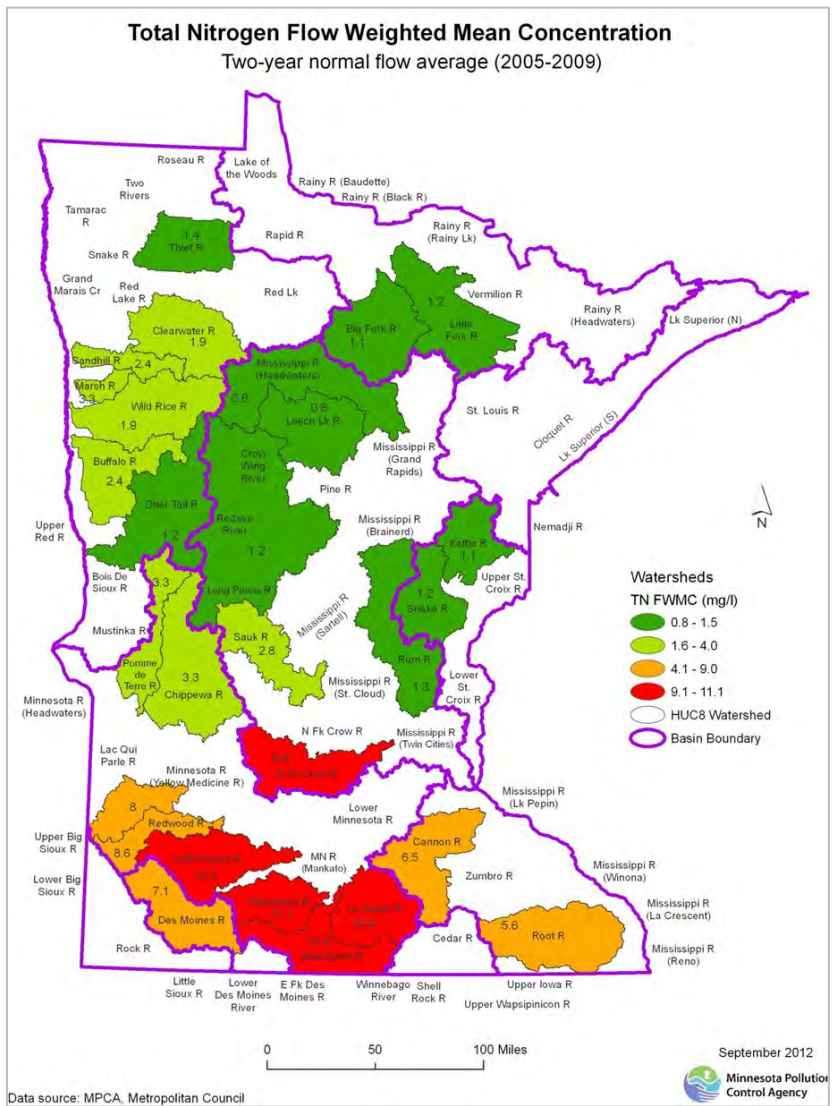 Total Nitrogen Flow Weighted Mean Concentration
Two-year normal flow average (2005-2009)
Roseau R
Lake of
the Woods
Two
Rivers
Rainy R (Baudette)
Rainy R (Black R)
Tamarac
R
1.4
Thief R
Rapid R
Rainy R
(Rainy Lk)
Snake R
Grand
Marais Cr
Red
Lake R
Red Lk
1.2
Little
Fork R
Vermilion R
Rainy R
(Headwaters)
Lk Superior (N)
Clearwater R
1.9
Big Fork R
1.1
Sandhill R
2.4
Mississippi R
(Headwaters)
Marsh R
3.3
Wild Rice R
1.9
0.8
Leech Lk R
St. Louis R
Cloquet R
Lk Superior (S)
Buffalo R
2.4
Crow
Wing
River
Mississippi R
(Grand
Rapids)
Pine R
Otter Tail R
1.2
Redeye
River
1.2
Mississippi R
(Brainerd)
Nemadji R
N
Upper
Red R
Kettle R
1.1
Bois De
Sioux R
3.3
Long Prairie R
1.2
Snake R
Upper St.
Croix R
Mustinka R
Mississippi R
(Sartell)
Sauk R
2.8
Pomme
de
Terre R
3.3
Chippewa R
Rum R
1.3
Mississippi R
(St. Cloud)
Lower
St.
Croix R
Minnesota R
(Headwaters)
N Fk Crow R
Mississippi R
(Twin Cities)
Watersheds
TN FWMC (mg/l)
0.8 - 1.5
1.6 - 4.0
4.1 - 9.0
9.1 - 11.1
HUC8 Watershed
Basin Boundary
Lac Qui
Parle R
Minnesota R
(Yellow Medicine R)
Mississippi R
(Lk Pepin)
8
Redwood R
8.6
Lower
Minnesota R
Cannon R
6.5
Upper Big
Sioux R
Lower Big
Sioux R
MN R
(Mankato)
Zumbro R
Mississippi R
(Winona)
7.1
Des Moines R
Mississippi R
(La Crescent)
5.6
Root R
Rock R
Cedar R
Mississippi R
(Reno)
Little
Sioux R
Lower
Des Moines
River
E Fk Des
Moines R
Winnebago
River
Shell
Rock R
Upper Iowa R
Upper Wapsipinicon R
0 50 100 Miles
September 2012
Minnesota Pollution
Control Agency
Data source: MPCA, Metropolitan Council